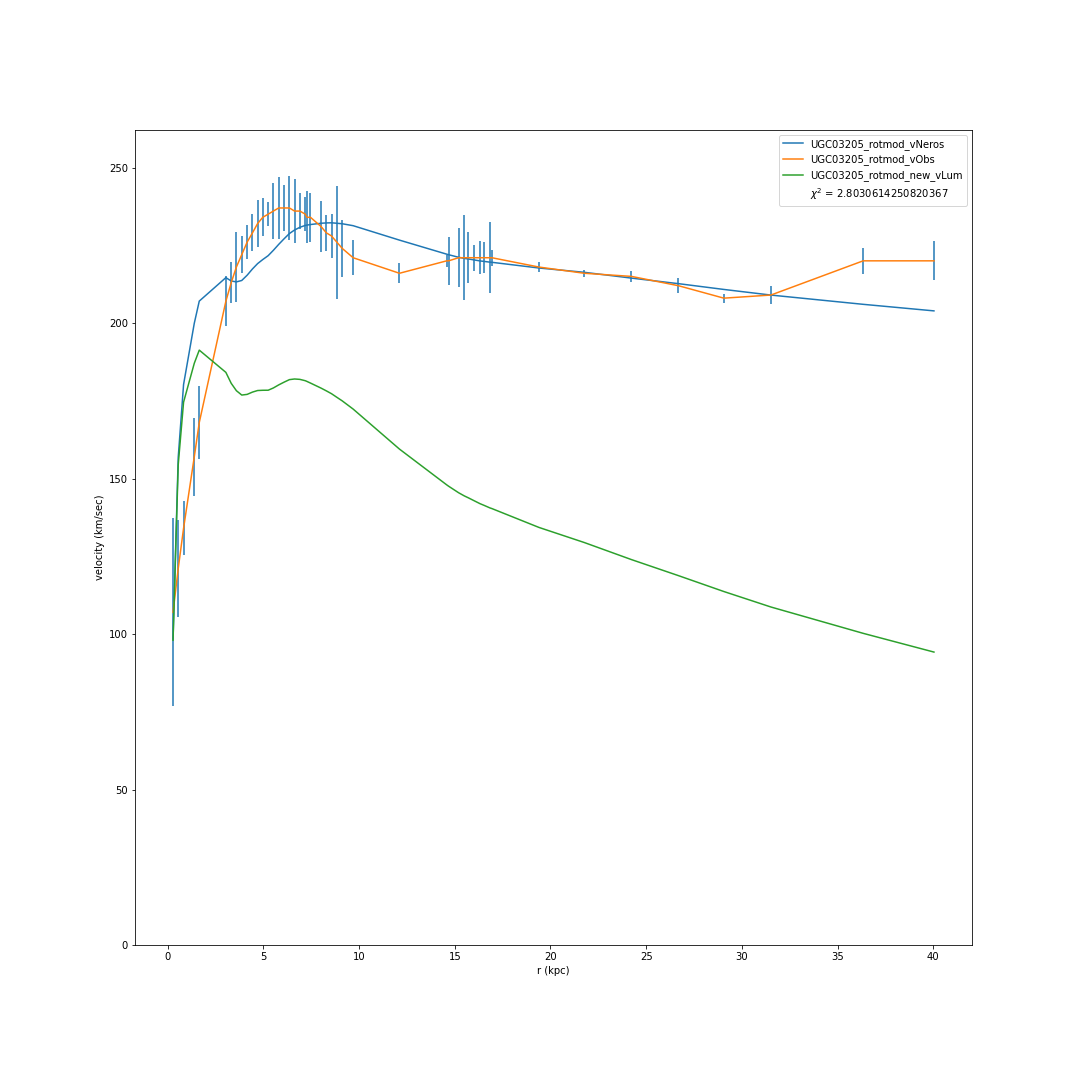 UGC03205_rotmod_vNeros
UGC03205_rotmod_vObs
UGC03205_rotmod_new_vLum
χ² = 2.8030614250820367
250
200
150
100
50
0
velocity (km/sec)
0 5 10 15 20 25 30 35 40
r (kpc)